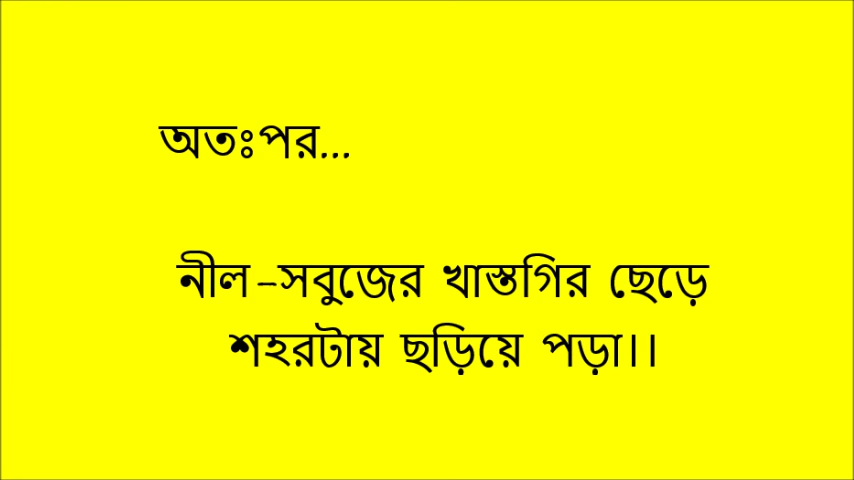 অতঃপর...
নীল-সবুজের খাস্তগির ছেড়ে
শহরটায় ছড়িয়ে পড়া।।